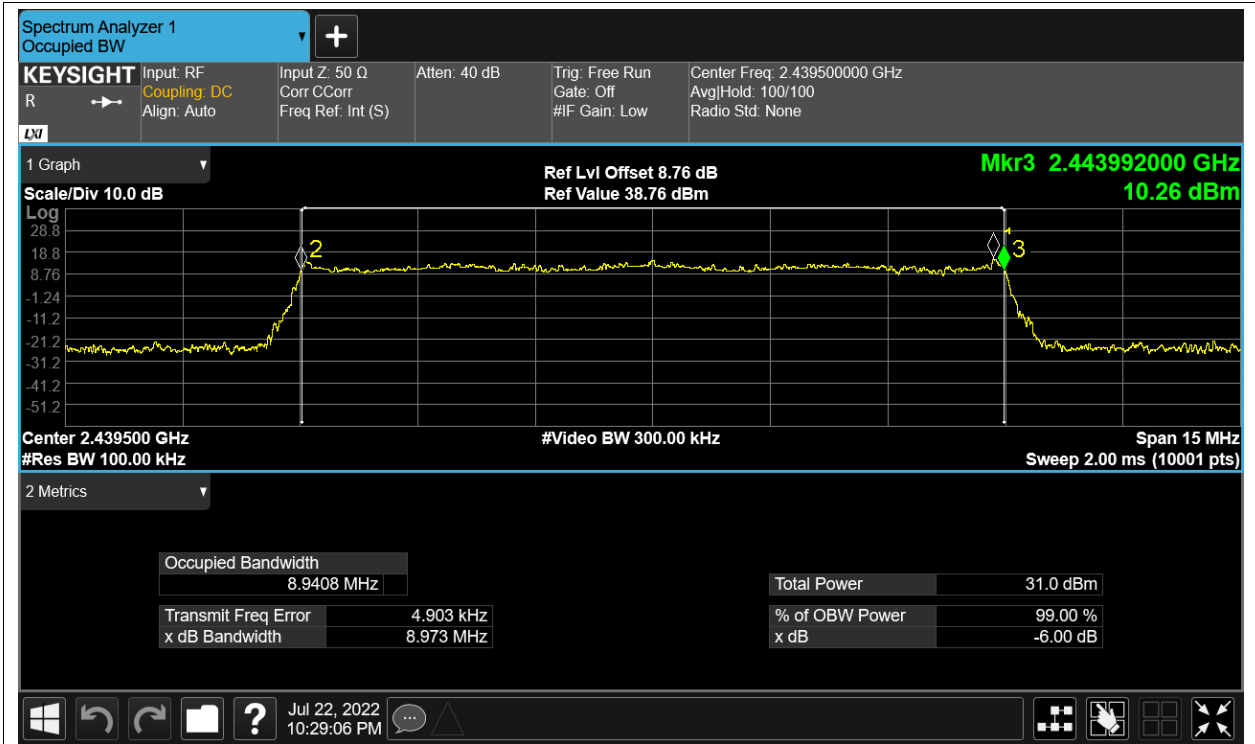 Spectrum Analyzer 1
Occupied BW
KEYSIGHT
R
LXI
Input: RF
Coupling: DC
Align: Auto
Input Z: 50 Ω
Corr CCorr
Freq Ref: Int (S)
Atten: 40 dB
Trig: Free Run
Gate: Off
#IF Gain: Low
Center Freq: 2.439500000 GHz
Avg|Hold: 100/100
Radio Std: None
1 Graph
Scale/Div 10.0 dB
Ref Lvl Offset 8.76 dB
Ref Value 38.76 dBm
Mkr3 2.443992000 GHz
10.26 dBm
Log
28.8
18.8
8.76
-1.24
-11.2
-21.2
-31.2
-41.2
-51.2
2
1
3
Center 2.439500 GHz
#Video BW 300.00 kHz
Span 15 MHz
#Res BW 100.00 kHz
Sweep 2.00 ms (10001 pts)
2 Metrics
Occupied Bandwidth
8.9408 MHz
Transmit Freq Error 4.903 kHz
x dB Bandwidth 8.973 MHz
Total Power 31.0 dBm
% of OBW Power 99.00 %
x dB -6.00 dB
?
Jul 22, 2022
10:29:06 PM